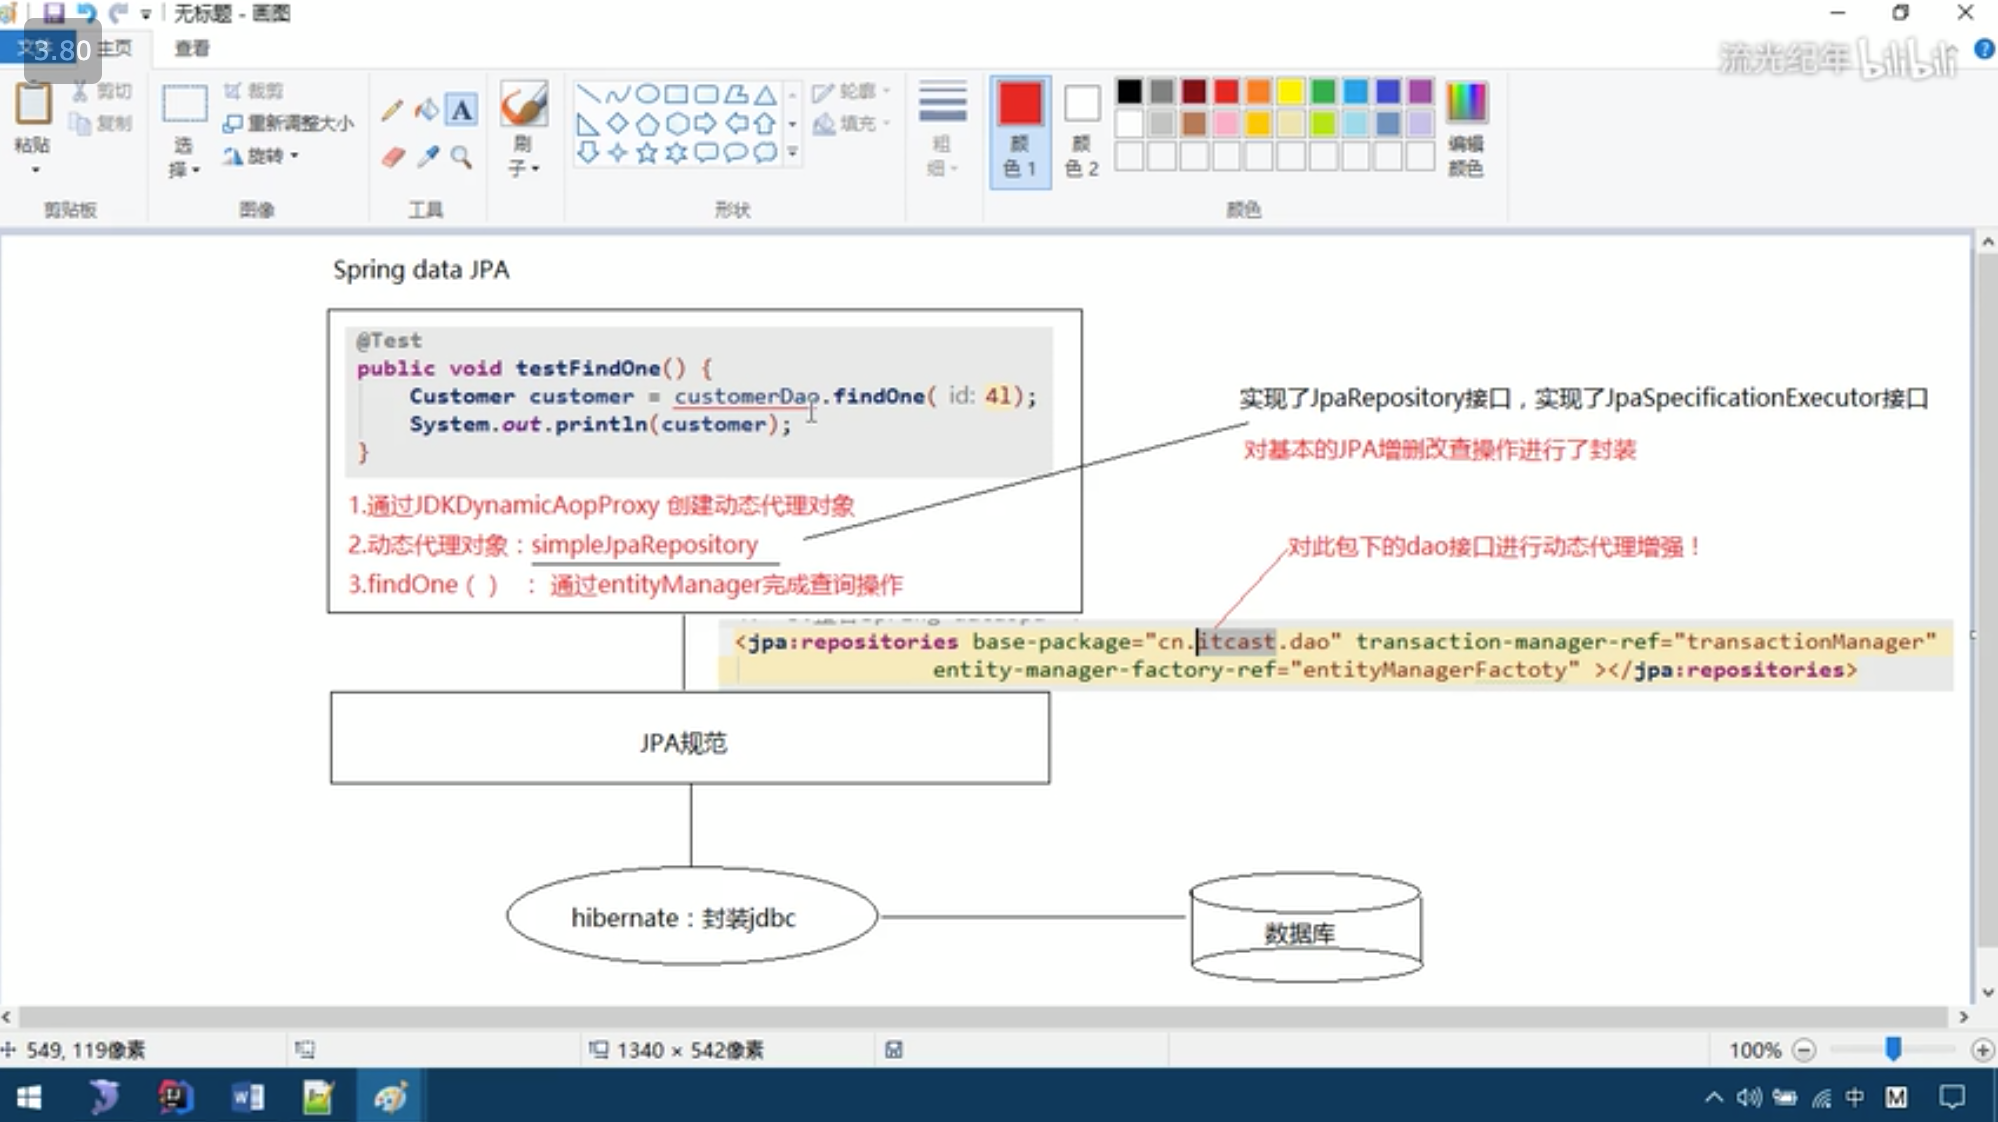 无标题 - 画图
3.80
主页
查看
流光纪年 bilibili
粘贴
剪切
复制
剪贴板
选择
裁剪
重新调整大小
旋转
图像
工具
刷子
形状
轮廓
填充
粗细
颜色 1
颜色 2
编辑颜色
颜色
Spring data JPA
@Test
public void testFindOne() {
Customer customer = customerDao.findOne( id: 4l);
System.out.println(customer);
}
1.通过JDKDynamicAopProxy 创建动态代理对象
2.动态代理对象：simpleJpaRepository
3.findOne（ ） ： 通过entityManager完成查询操作
实现了JpaRepository接口，实现了JpaSpecificationExecutor接口
对基本的JPA增删改查操作进行了封装
对此包下的dao接口进行动态代理增强！
<jpa:repositories base-package="cn.itcast.dao" transaction-manager-ref="transactionManager"
entity-manager-factory-ref="entityManagerFactoty" ></jpa:repositories>
JPA规范
hibernate：封装jdbc
数据库
549, 119像素
1340 × 542像素
100%
中
M